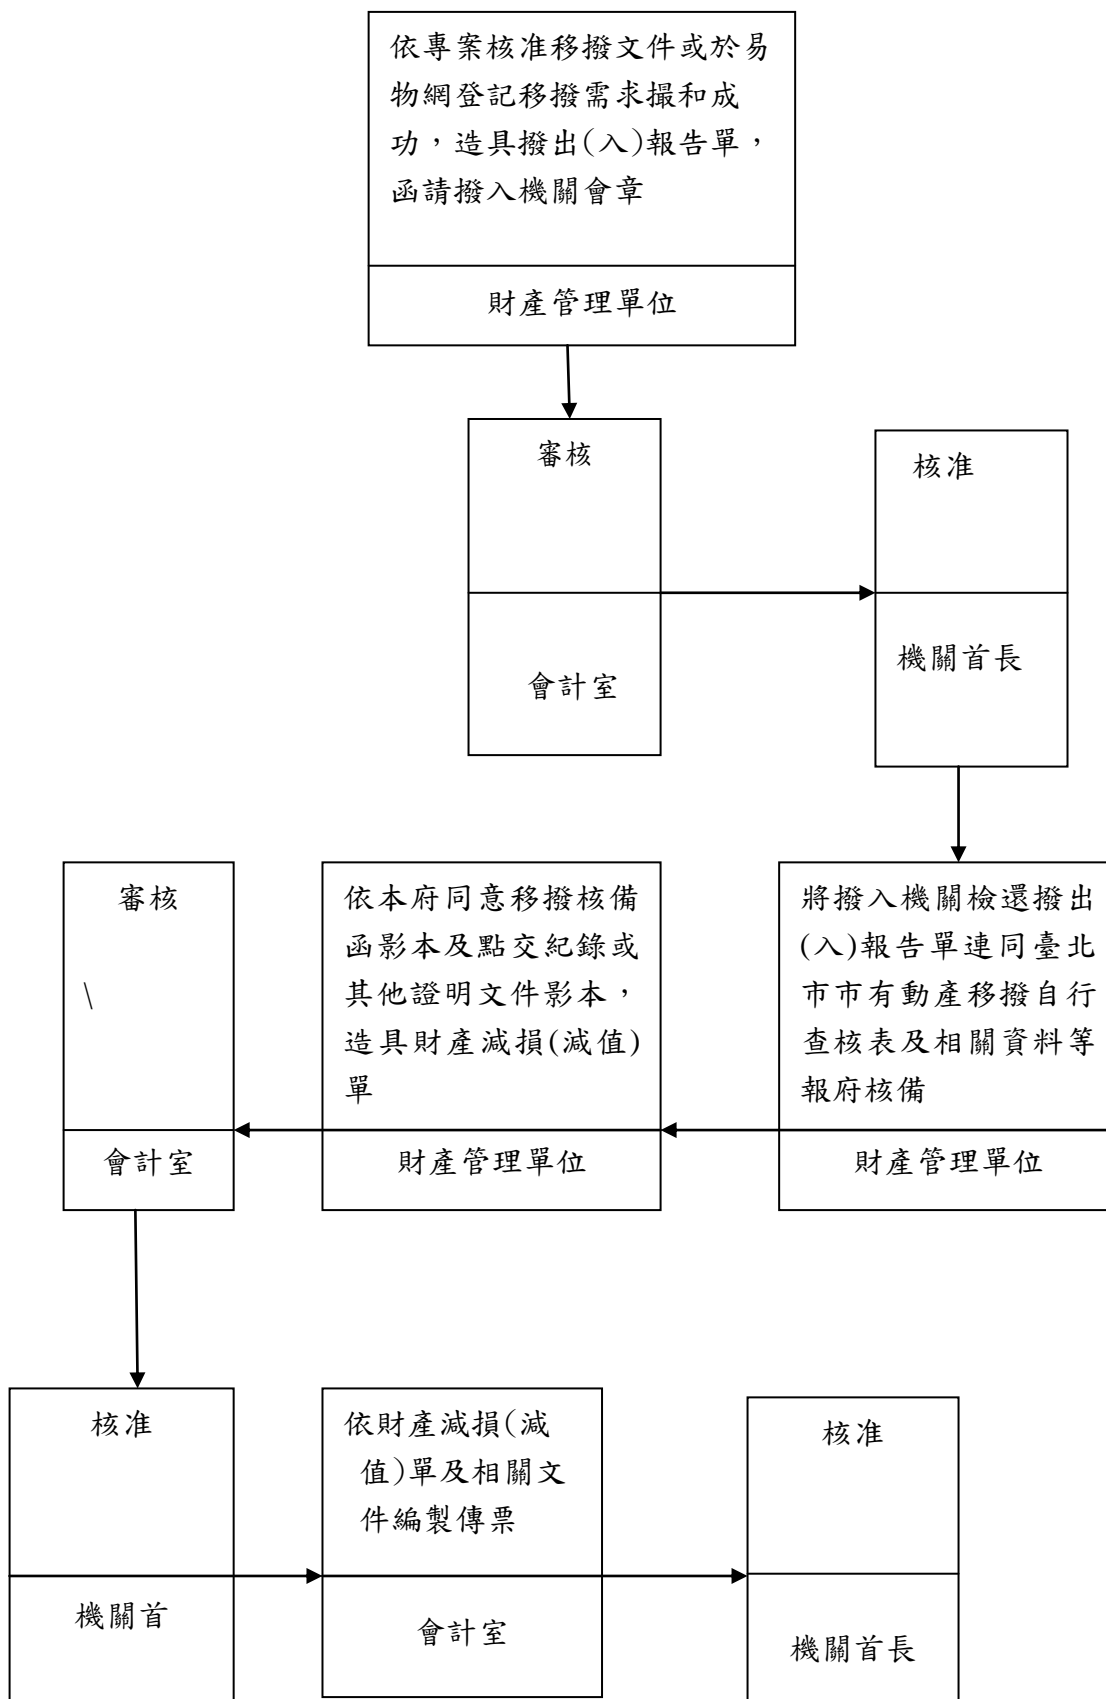 依專案核准移撥文件或於易
物網登記移撥需求撮和成
功，造具撥出(入)報告單，
函請撥入機關會章
財產管理單位
審核
會計室
核准
機關首長
將撥入機關檢還撥出
(入)報告單連同臺北
市市有動產移撥自行
查核表及相關資料等
報府核備
財產管理單位
依本府同意移撥核備
函影本及點交紀錄或
其他證明文件影本，
造具財產減損(減值)
單
財產管理單位
審核
\
會計室
核准
機關首
依財產減損(減
值)單及相關文
件編製傳票
會計室
核准
機關首長